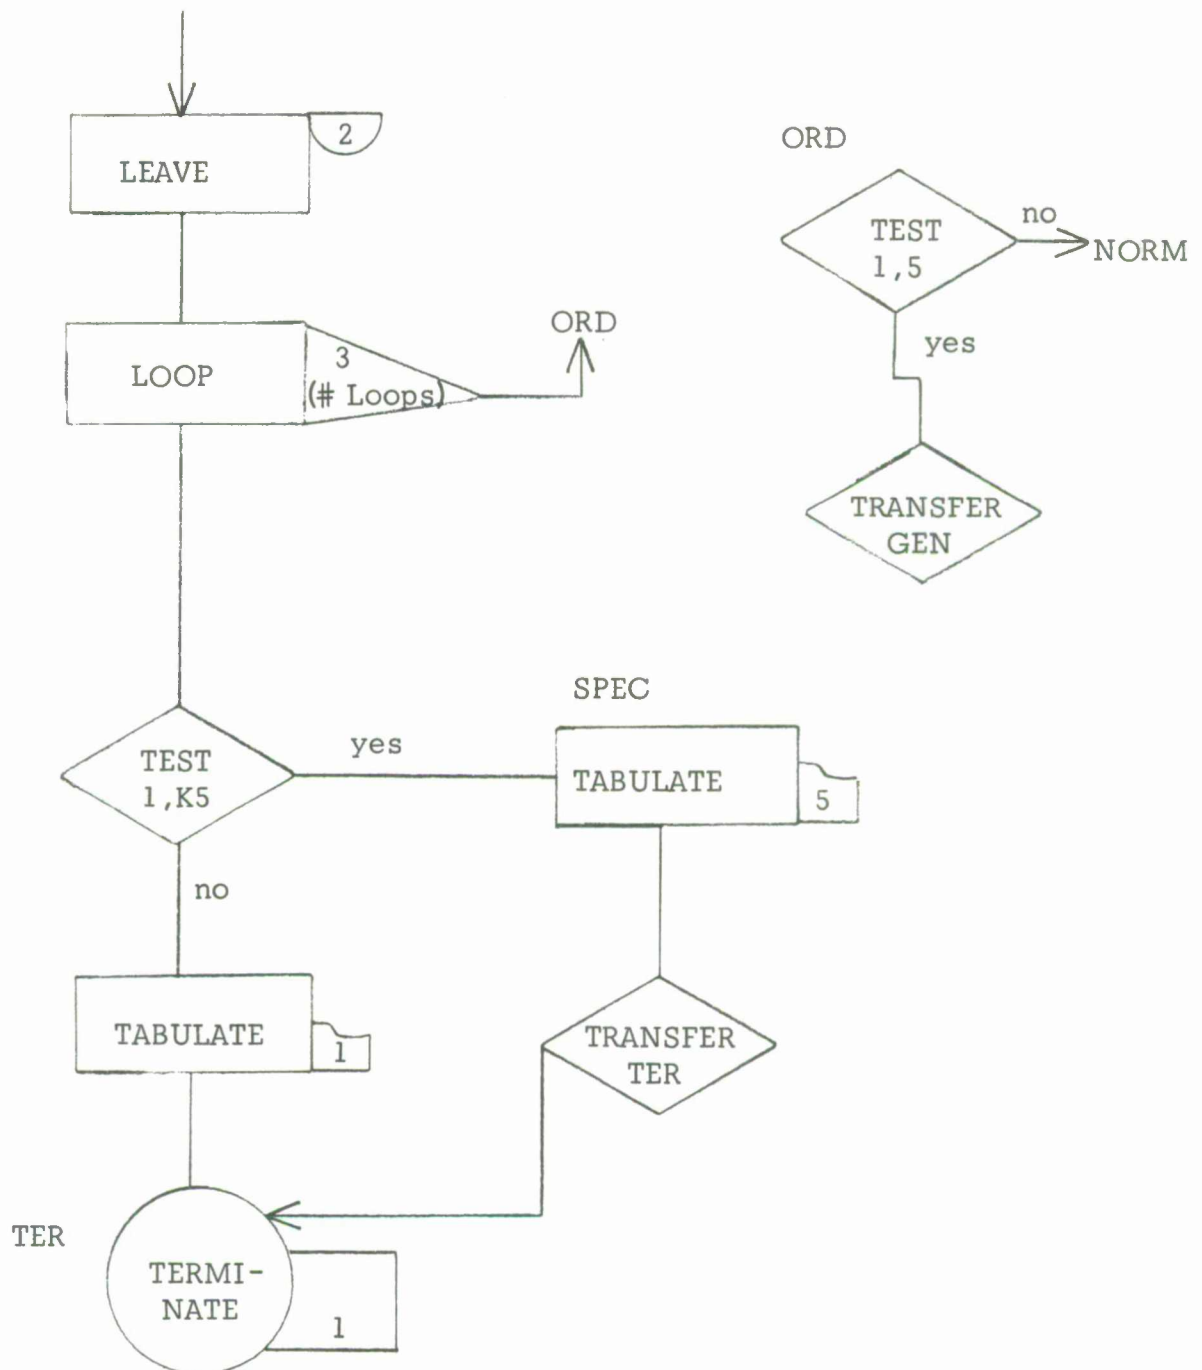 2
LEAVE
ORD
TEST
1,5
no
NORM
yes
TRANSFER
GEN
ORD
LOOP
3
(# Loops)
SPEC
TEST
1,K5
yes
TABULATE
5
no
TABULATE
1
TRANSFER
TER
TER
TERMI-
NATE
1